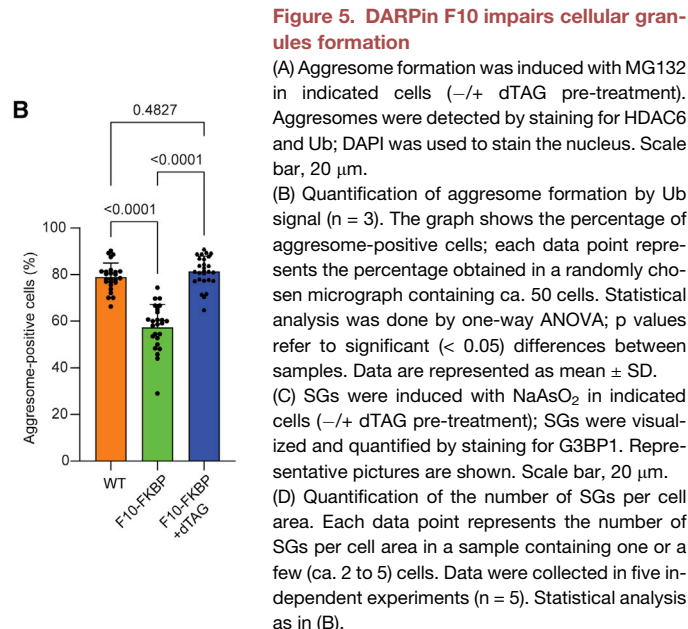 B
0.4827
<0.0001
<0.0001
Aggresome-positive cells (%)
100
80
60
40
20
0
WT
F10-FKBP
F10-FKBP
+dTAG
Figure 5. DARPin F10 impairs cellular gran-
ules formation
(A) Aggresome formation was induced with MG132
in indicated cells (−/+ dTAG pre-treatment).
Aggresomes were detected by staining for HDAC6
and Ub; DAPI was used to stain the nucleus. Scale
bar, 20 μm.
(B) Quantification of aggresome formation by Ub
signal (n = 3). The graph shows the percentage of
aggresome-positive cells; each data point repre-
sents the percentage obtained in a randomly cho-
sen micrograph containing ca. 50 cells. Statistical
analysis was done by one-way ANOVA; p values
refer to significant (< 0.05) differences between
samples. Data are represented as mean ± SD.
(C) SGs were induced with NaAsO₂ in indicated
cells (−/+ dTAG pre-treatment); SGs were visual-
ized and quantified by staining for G3BP1. Repre-
sentative pictures are shown. Scale bar, 20 μm.
(D) Quantification of the number of SGs per cell
area. Each data point represents the number of
SGs per cell area in a sample containing one or a
few (ca. 2 to 5) cells. Data were collected in five in-
dependent experiments (n = 5). Statistical analysis
as in (B).